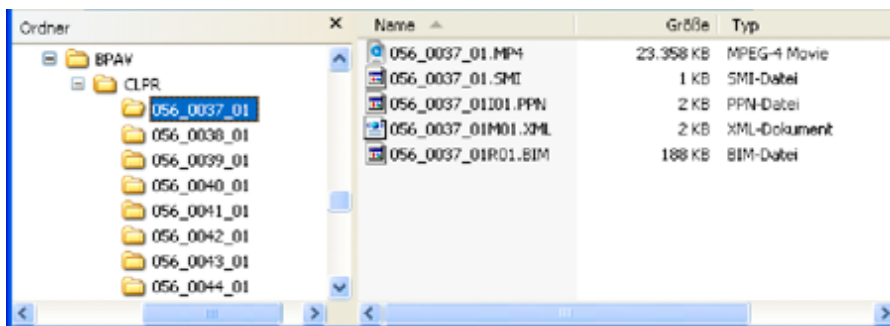 Ordner
BPAV
CLPR
056_0037_01
056_0038_01
056_0039_01
056_0040_01
056_0041_01
056_0042_01
056_0043_01
056_0044_01
Name Größe Typ
056_0037_01.MP4 23.358 KB MPEG-4 Movie
056_0037_01.SMI 1 KB SMI-Datei
056_0037_01I01.PPN 2 KB PPN-Datei
056_0037_01M01.XML 2 KB XML-Dokument
056_0037_01R01.BIM 188 KB BIM-Datei